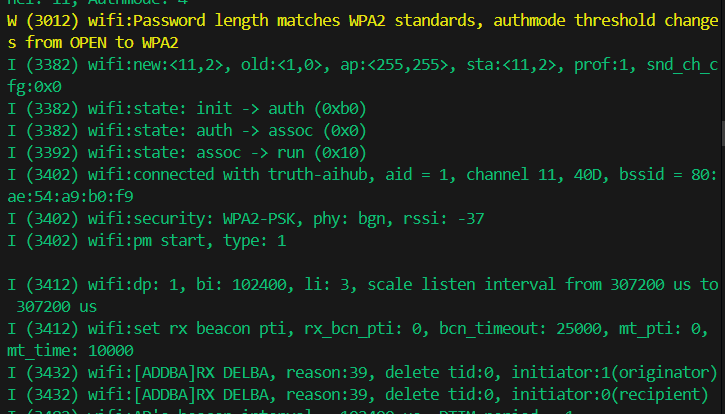 W (3012) wifi:Password length matches WPA2 standards, authmode threshold change
s from OPEN to WPA2
I (3382) wifi:new:<11,2>, old:<1,0>, ap:<255,255>, sta:<11,2>, prof:1, snd_ch_c
fg:0x0
I (3382) wifi:state: init -> auth (0xb0)
I (3382) wifi:state: auth -> assoc (0x0)
I (3392) wifi:state: assoc -> run (0x10)
I (3402) wifi:connected with truth-aihub, aid = 1, channel 11, 40D, bssid = 80:
ae:54:a9:b0:f9
I (3402) wifi:security: WPA2-PSK, phy: bgn, rssi: -37
I (3402) wifi:pm start, type: 1
I (3412) wifi:dp: 1, bi: 102400, li: 3, scale listen interval from 307200 us to
 307200 us
I (3412) wifi:set rx beacon pti, rx_bcn_pti: 0, bcn_timeout: 25000, mt_pti: 0,
mt_time: 10000
I (3432) wifi:[ADDBA]RX DELBA, reason:39, delete tid:0, initiator:1(originator)
I (3432) wifi:[ADDBA]RX DELBA, reason:39, delete tid:0, initiator:0(recipient)